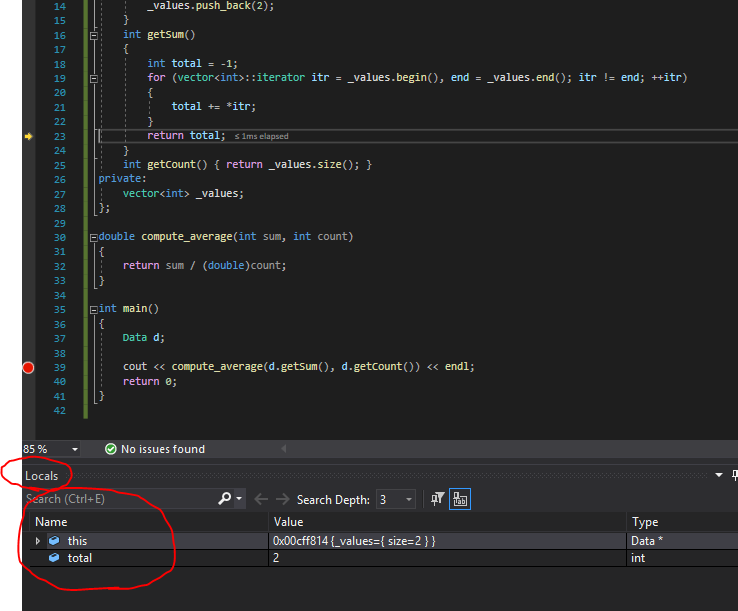 14 _values.push_back(2);
15 }
16 int getSum()
17 {
18 int total = -1;
19 for (vector<int>::iterator itr = _values.begin(), end = _values.end(); itr != end; ++itr)
20 {
21 total += *itr;
22 }
23 return total; ≤ 1ms elapsed
24 }
25 int getCount() { return _values.size(); }
26 private:
27 vector<int> _values;
28 };
29
30 double compute_average(int sum, int count)
31 {
32 return sum / (double)count;
33 }
34
35 int main()
36 {
37 Data d;
38
39 cout << compute_average(d.getSum(), d.getCount()) << endl;
40 return 0;
41 }
42
85 % No issues found
Locals
Search (Ctrl+E) Search Depth: 3
Name Value Type
this 0x00cff814 {_values={ size=2 } } Data *
total 2 int